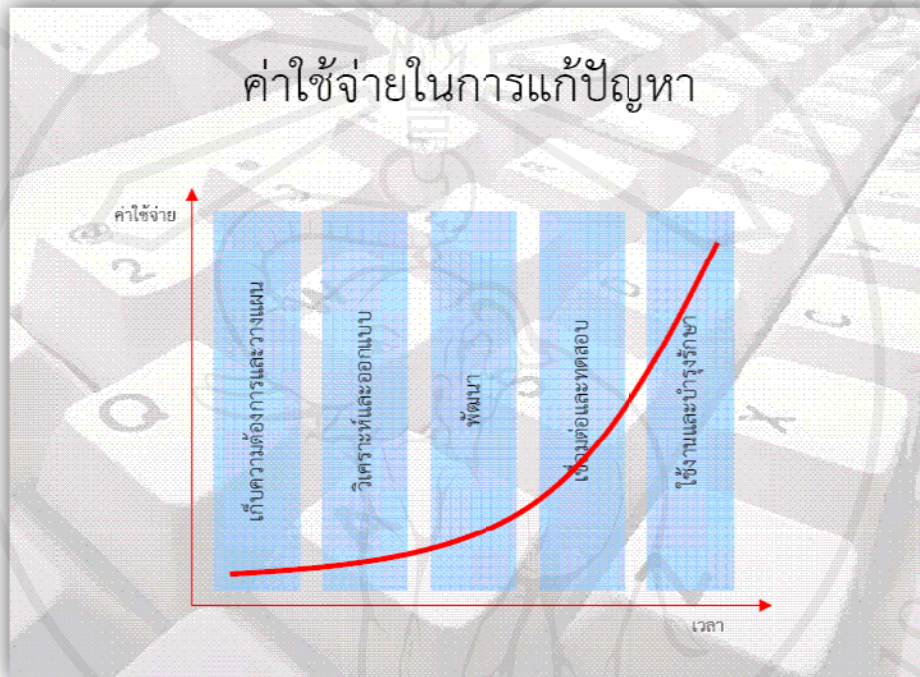 ค่าใช้จ่ายในการแก้ปัญหา
ค่าใช้จ่าย
เก็บความต้องการและวางแผน
วิเคราะห์และออกแบบ
พัฒนา
เชื่อมต่อและทดสอบ
ใช้งานและบำรุงรักษา
เวลา